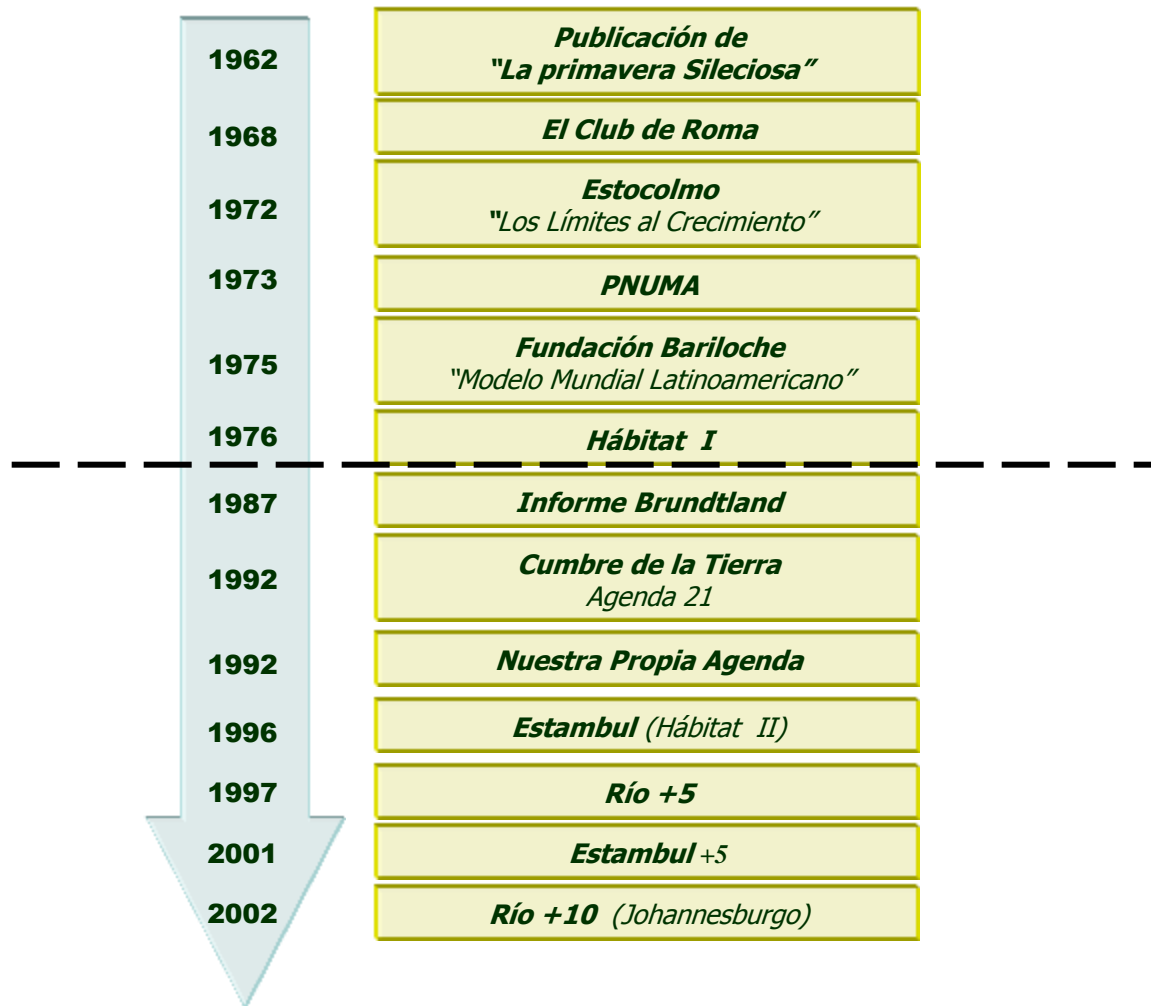 1962
Publicación de
“La primavera Sileciosa”
1968
El Club de Roma
1972
Estocolmo
“Los Límites al Crecimiento”
1973
PNUMA
1975
Fundación Bariloche
“Modelo Mundial Latinoamericano”
1976
Hábitat I
1987
Informe Brundtland
1992
Cumbre de la Tierra
Agenda 21
1992
Nuestra Propia Agenda
1996
Estambul (Hábitat II)
1997
Río +5
2001
Estambul +5
2002
Río +10 (Johannesburgo)